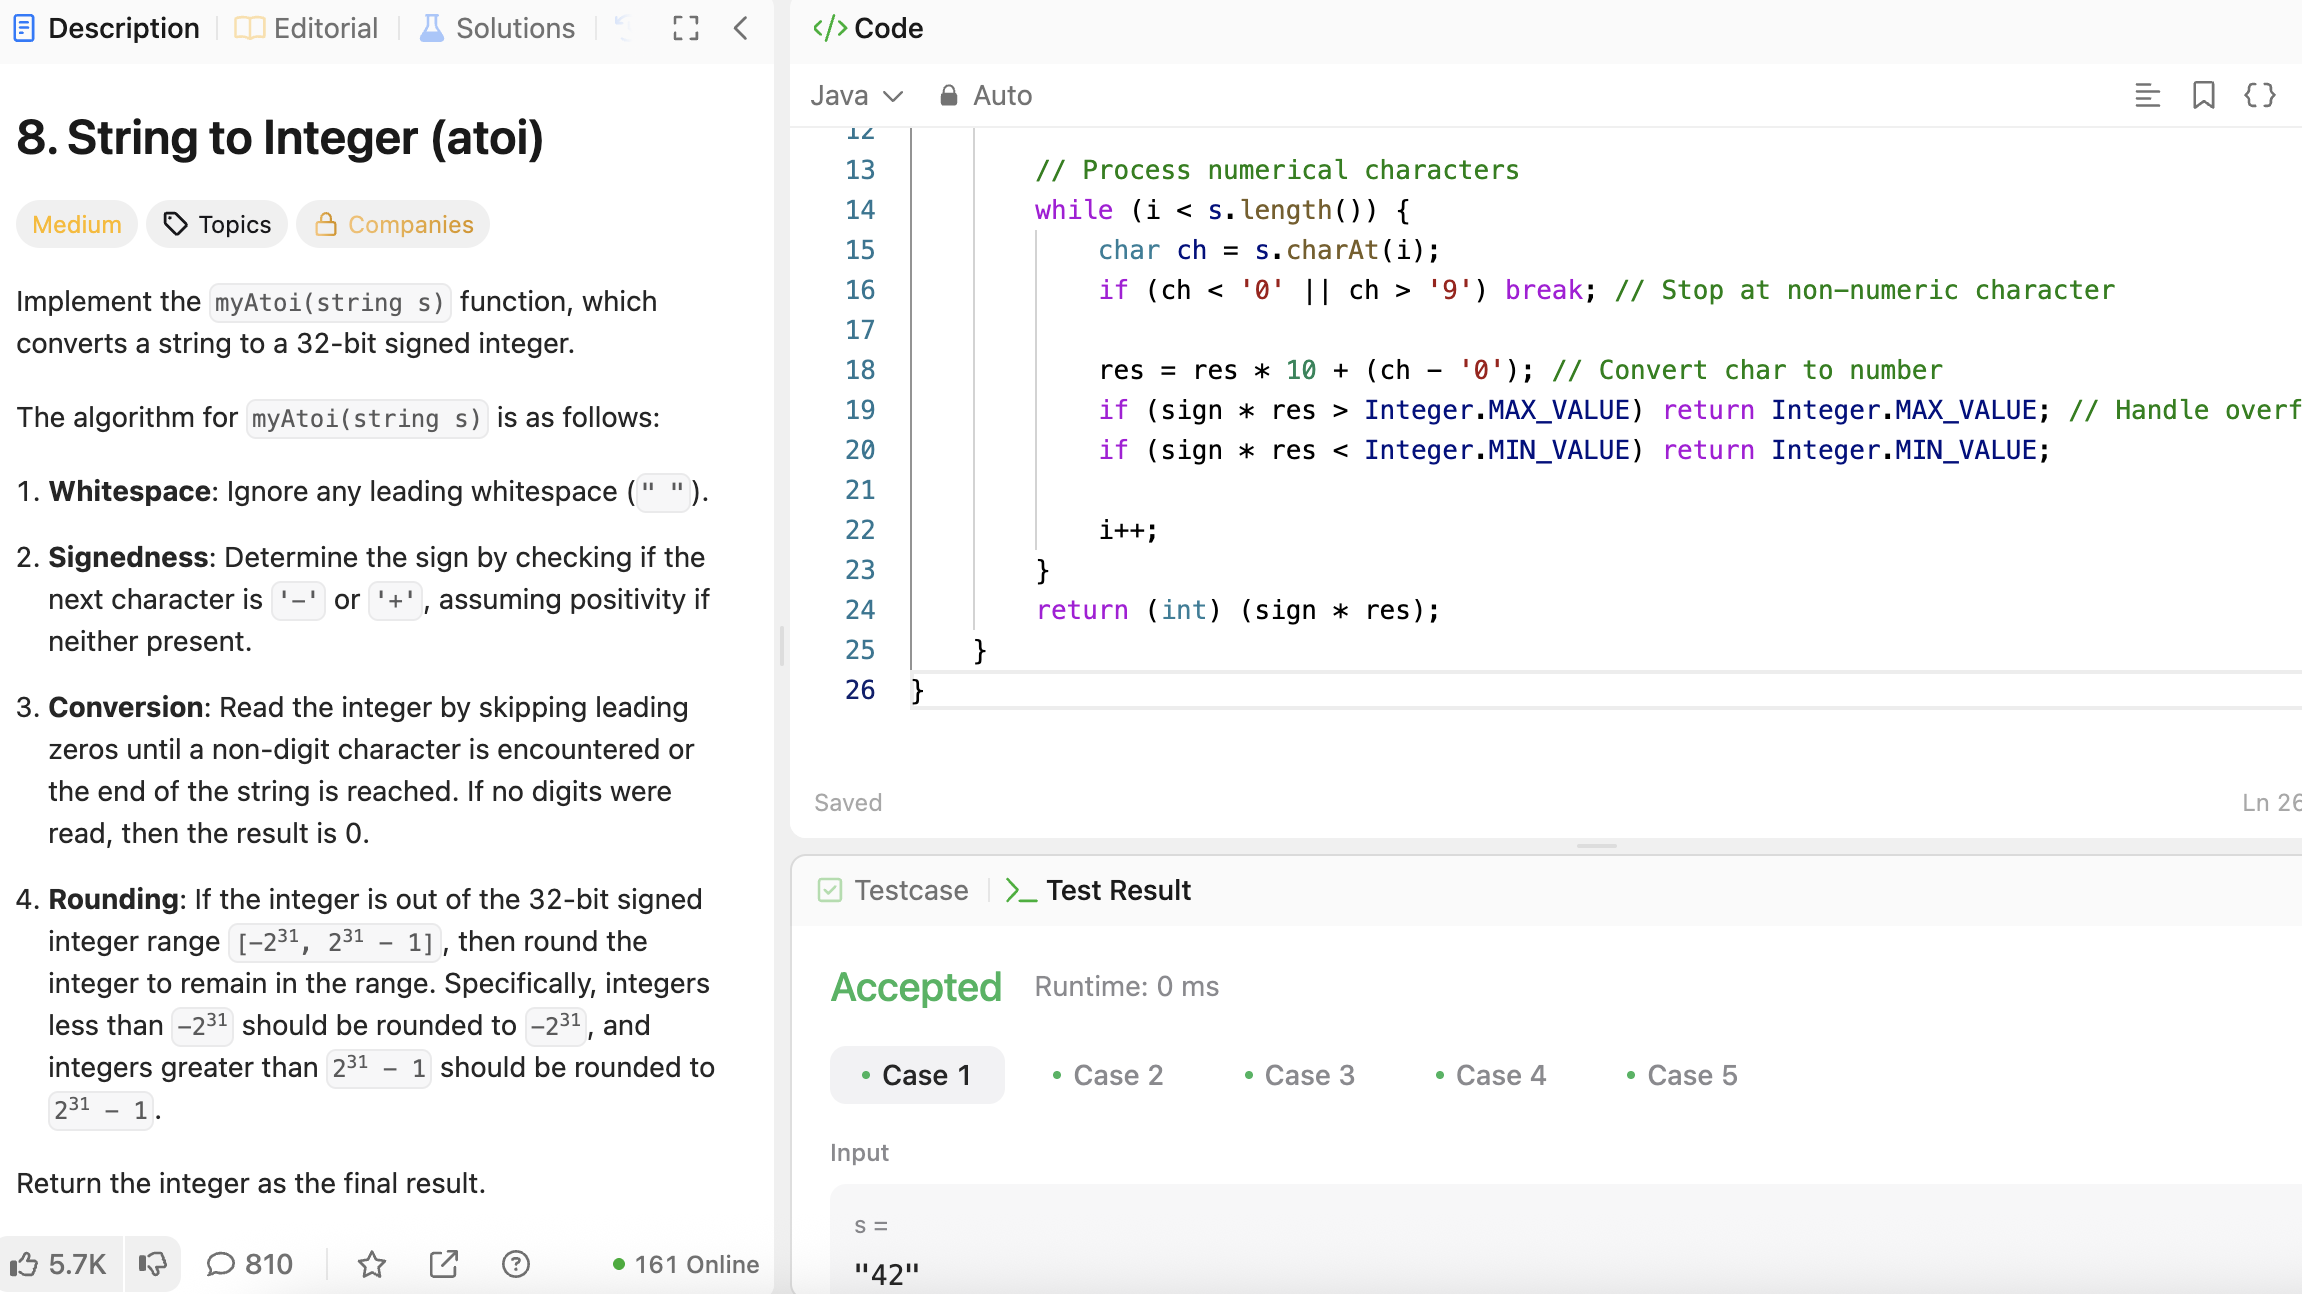 Description
Editorial
Solutions
8. String to Integer (atoi)
Medium
Topics
Companies
Implement the myAtoi(string s) function, which
converts a string to a 32-bit signed integer.
The algorithm for myAtoi(string s) is as follows:
1. Whitespace: Ignore any leading whitespace (" ").
2. Signedness: Determine the sign by checking if the
next character is '-' or '+', assuming positivity if
neither present.
3. Conversion: Read the integer by skipping leading
zeros until a non-digit character is encountered or
the end of the string is reached. If no digits were
read, then the result is 0.
4. Rounding: If the integer is out of the 32-bit signed
integer range [-2³¹, 2³¹ - 1], then round the
integer to remain in the range. Specifically, integers
less than -2³¹ should be rounded to -2³¹, and
integers greater than 2³¹ - 1 should be rounded to
2³¹ - 1.
Return the integer as the final result.
5.7K
810
161 Online
</> Code
Java
Auto
12
13 // Process numerical characters
14 while (i < s.length()) {
15 char ch = s.charAt(i);
16 if (ch < '0' || ch > '9') break; // Stop at non-numeric character
17
18 res = res * 10 + (ch - '0'); // Convert char to number
19 if (sign * res > Integer.MAX_VALUE) return Integer.MAX_VALUE; // Handle overf
20 if (sign * res < Integer.MIN_VALUE) return Integer.MIN_VALUE;
21
22 i++;
23 }
24 return (int) (sign * res);
25 }
26 }
Saved
Ln 26
Testcase
Test Result
Accepted
Runtime: 0 ms
Case 1
Case 2
Case 3
Case 4
Case 5
Input
s =
"42"